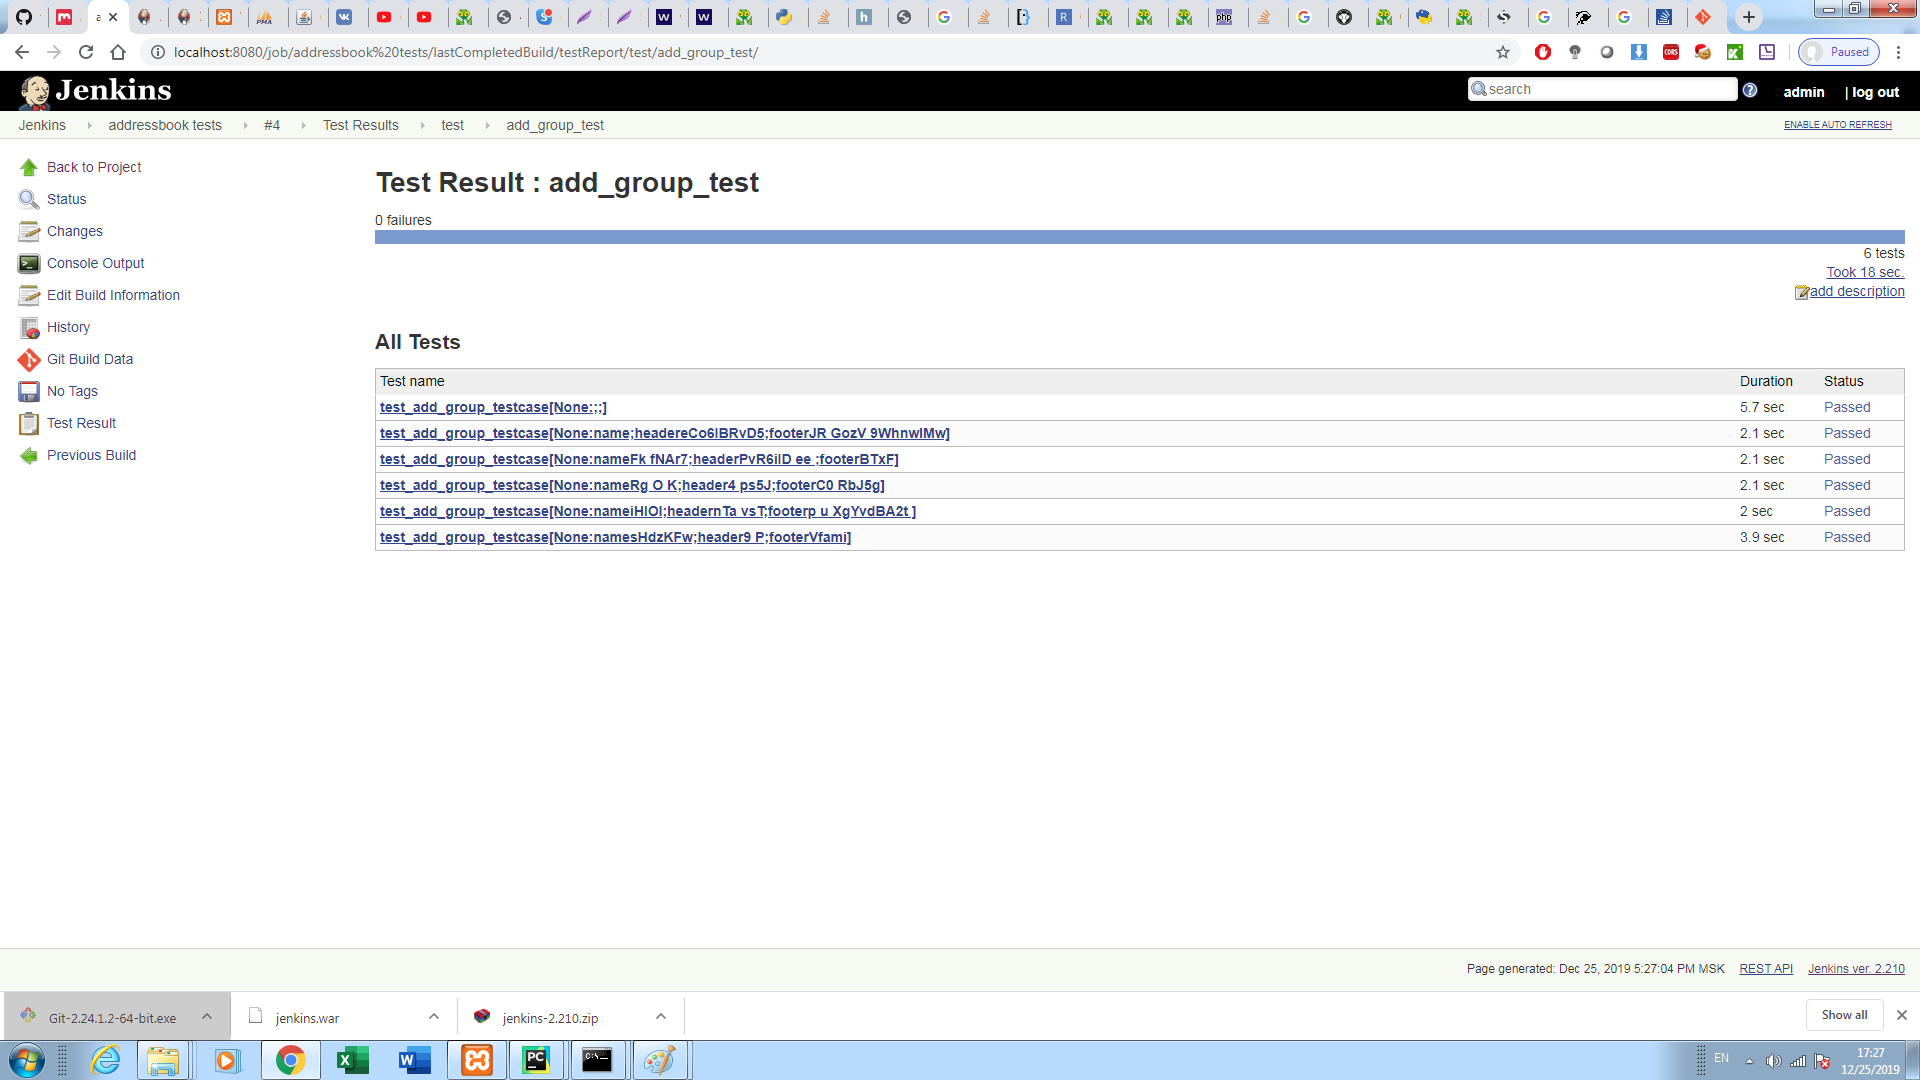 localhost:8080/job/addressbook%20tests/lastCompletedBuild/testReport/test/add_group_test/
Paused
Jenkins
search
admin | log out
Jenkins addressbook tests #4 Test Results test add_group_test
ENABLE AUTO REFRESH
Back to Project
Status
Changes
Console Output
Edit Build Information
History
Git Build Data
No Tags
Test Result
Previous Build
Test Result : add_group_test
0 failures
6 tests
Took 18 sec.
add description
All Tests
Test name Duration Status
test_add_group_testcase[None:;;] 5.7 sec Passed
test_add_group_testcase[None:name;headereCo6lBRvD5;footerJR GozV 9WhnwlMw] 2.1 sec Passed
test_add_group_testcase[None:nameFk fNAr7;headerPvR6ilD ee ;footerBTxF] 2.1 sec Passed
test_add_group_testcase[None:nameRg O K;header4 ps5J;footerC0 RbJ5g] 2.1 sec Passed
test_add_group_testcase[None:nameiHlOl;headernTa vsT;footerp u XgYvdBA2t ] 2 sec Passed
test_add_group_testcase[None:namesHdzKFw;header9 P;footerVfami] 3.9 sec Passed
Page generated: Dec 25, 2019 5:27:04 PM MSK REST API Jenkins ver. 2.210
Git-2.24.1.2-64-bit.exe jenkins.war jenkins-2.210.zip Show all
EN 17:27
12/25/2019